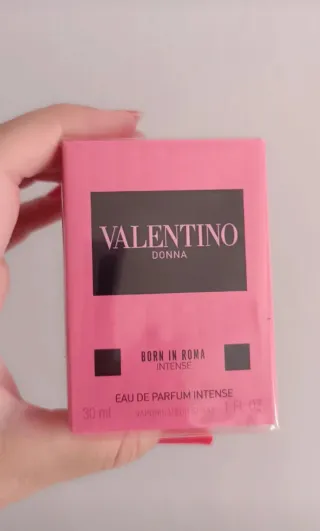 VALENTINO
DONNA
BORN IN ROMA
INTENSE
EAU DE PARFUM INTENSE
30 ml